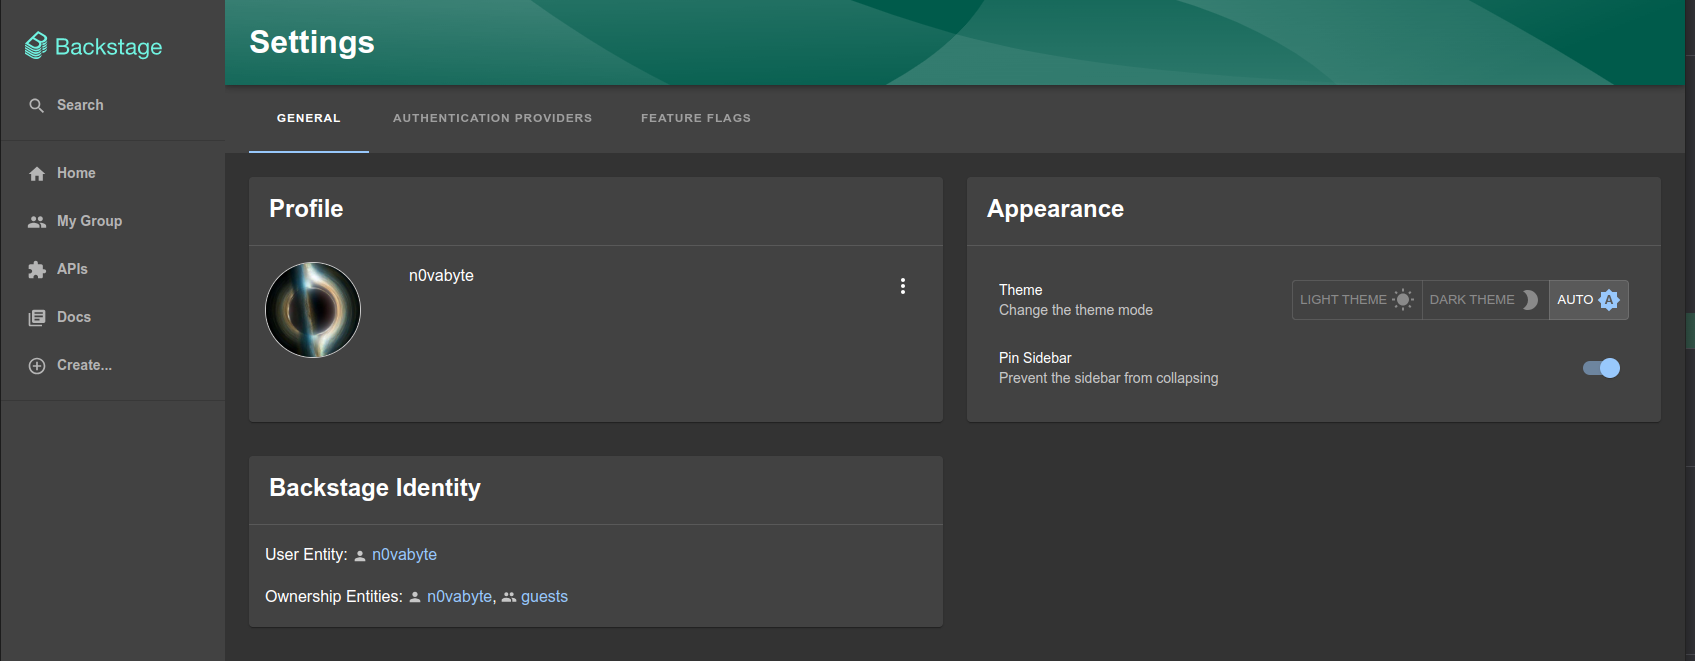 Backstage
Search
Home
My Group
APIs
Docs
Create...
Settings
GENERAL
AUTHENTICATION PROVIDERS
FEATURE FLAGS
Profile
n0vabyte
Appearance
Theme
Change the theme mode
LIGHT THEME
DARK THEME
AUTO A
Pin Sidebar
Prevent the sidebar from collapsing
Backstage Identity
User Entity: n0vabyte
Ownership Entities: n0vabyte, guests